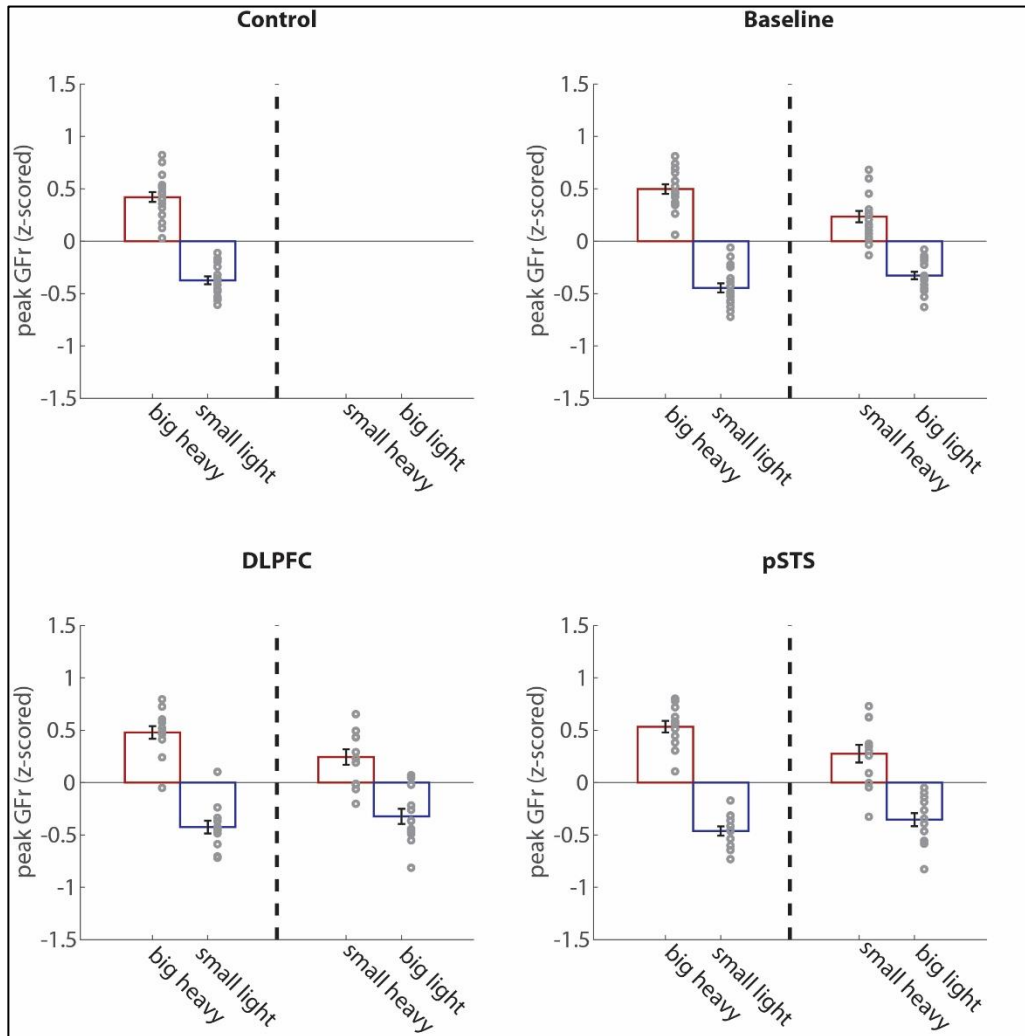 Control
1.5
1
0.5
0
-0.5
-1
-1.5
peak GFr (z-scored)
big heavy
small light
small heavy
big light
Baseline
1.5
1
0.5
0
-0.5
-1
-1.5
peak GFr (z-scored)
big heavy
small light
small heavy
big light
DLPFC
1.5
1
0.5
0
-0.5
-1
-1.5
peak GFr (z-scored)
big heavy
small light
small heavy
big light
pSTS
1.5
1
0.5
0
-0.5
-1
-1.5
peak GFr (z-scored)
big heavy
small light
small heavy
big light